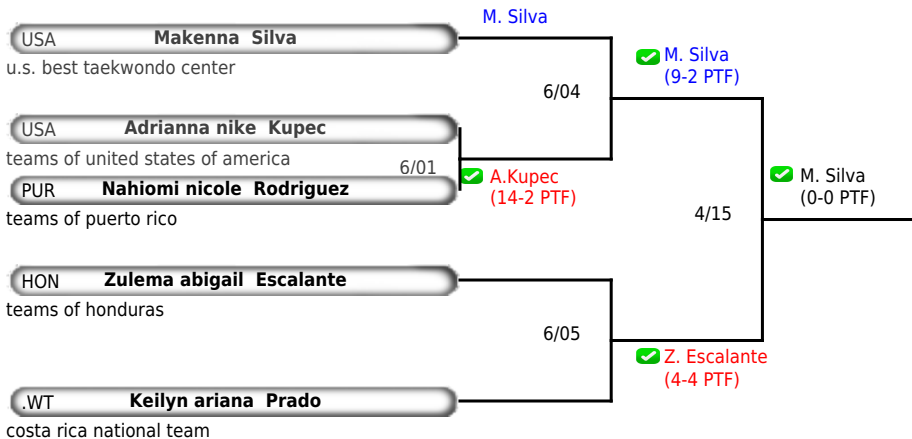 M. Silva
USA Makenna Silva
u.s. best taekwondo center
M. Silva
(9-2 PTF)
6/04
USA Adrianna nike Kupec
teams of united states of america
6/01
A.Kupec
(14-2 PTF)
PUR Nahiomi nicole Rodriguez
teams of puerto rico
M. Silva
(0-0 PTF)
4/15
HON Zulema abigail Escalante
teams of honduras
6/05
Z. Escalante
(4-4 PTF)
.WT Keilyn ariana Prado
costa rica national team